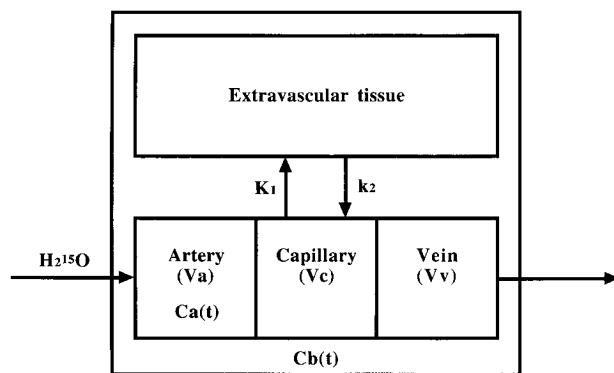 Extravascular tissue
K1
k2
H215O
Artery
(Va)
Ca(t)
Capillary
(Vc)
Vein
(Vv)
Cb(t)